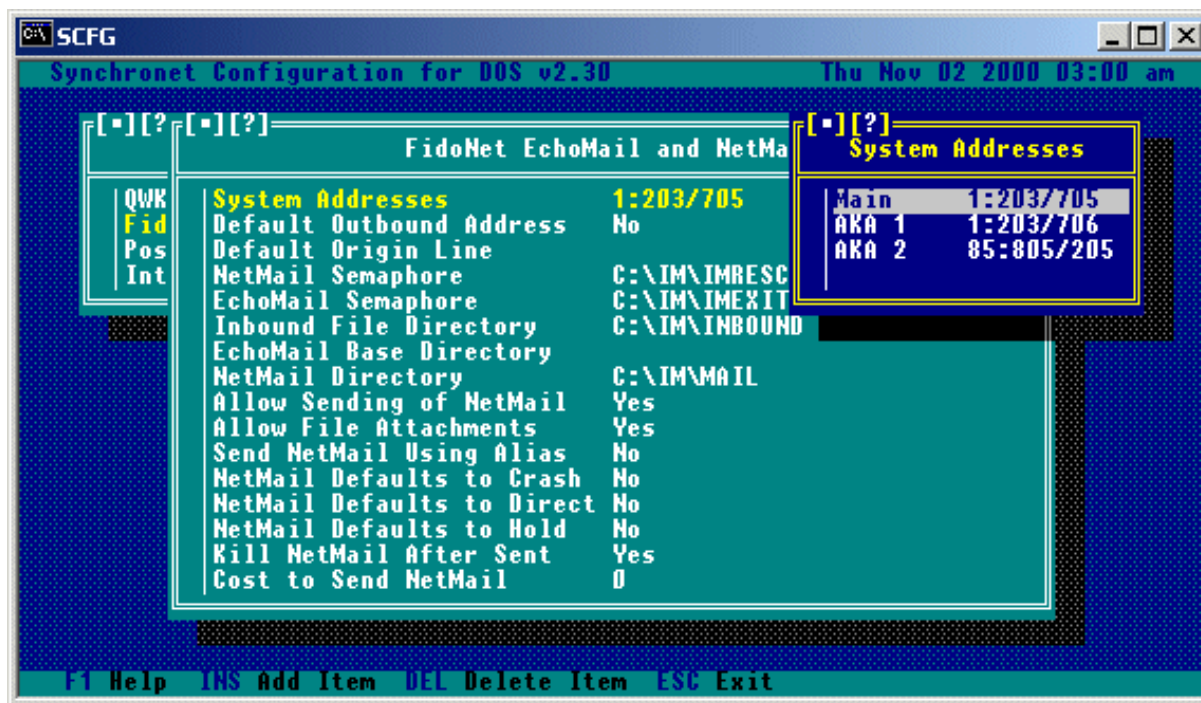 SCFG
Synchronet Configuration for DOS v2.30 Thu Nov 02 2000 03:00 am
[▪][?
QWK
Fid
Pos
Int
[▪][?]
FidoNet EchoMail and NetMa
System Addresses 1:203/705
Default Outbound Address No
Default Origin Line
NetMail Semaphore C:\IM\IMRESC
EchoMail Semaphore C:\IM\IMEXIT
Inbound File Directory C:\IM\INBOUND
EchoMail Base Directory
NetMail Directory C:\IM\MAIL
Allow Sending of NetMail Yes
Allow File Attachments Yes
Send NetMail Using Alias No
NetMail Defaults to Crash No
NetMail Defaults to Direct No
NetMail Defaults to Hold No
Kill NetMail After Sent Yes
Cost to Send NetMail 0
[▪][?]
System Addresses
Main 1:203/705
AKA 1 1:203/706
AKA 2 85:805/205
F1 Help INS Add Item DEL Delete Item ESC Exit